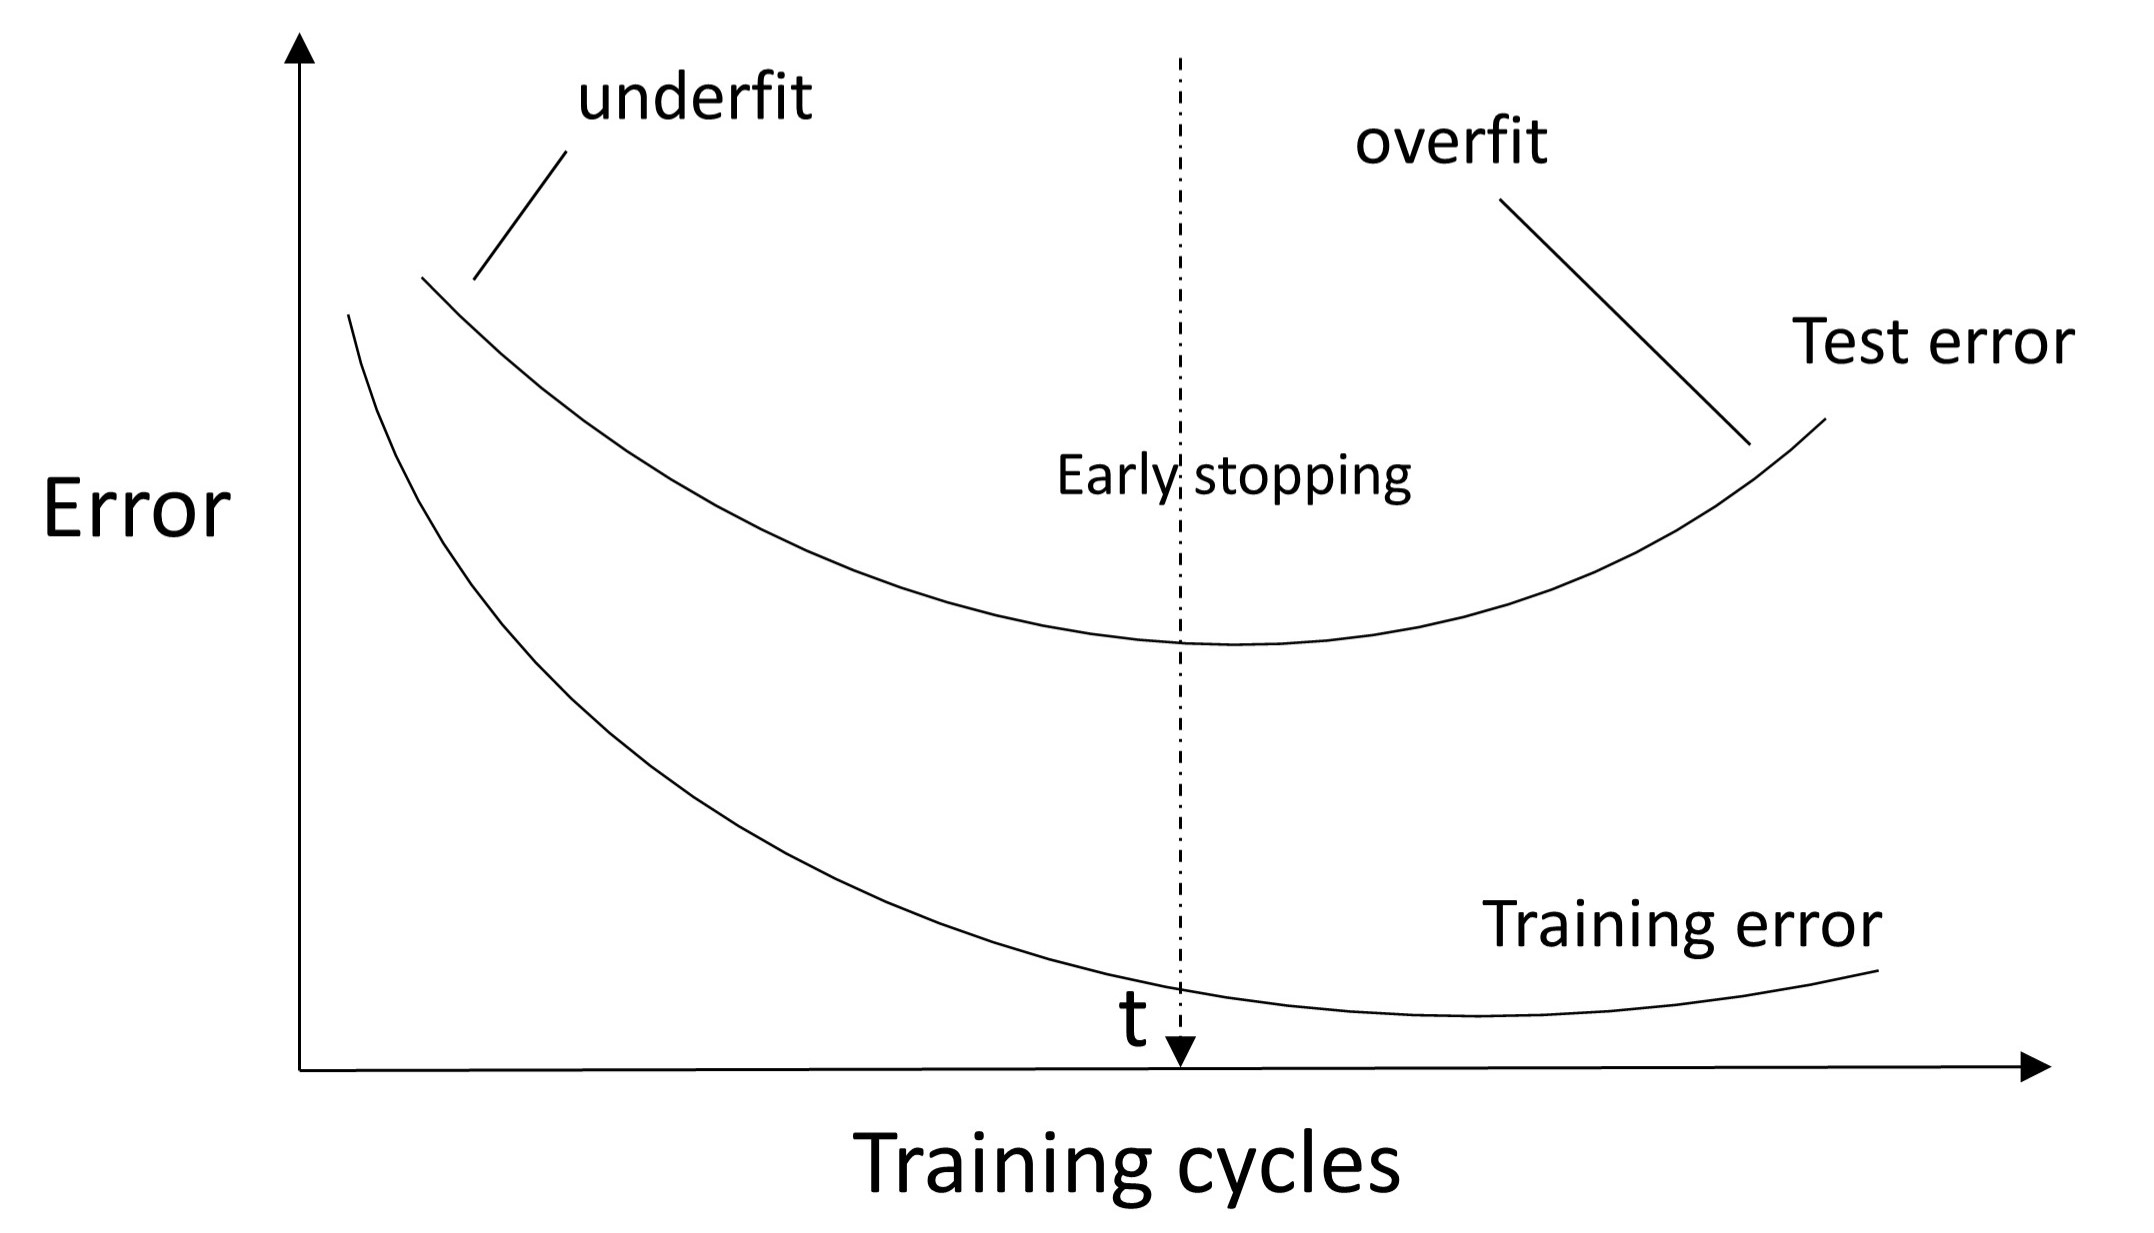 underfit
overfit
Test error
Early stopping
Error
Training error
t
Training cycles